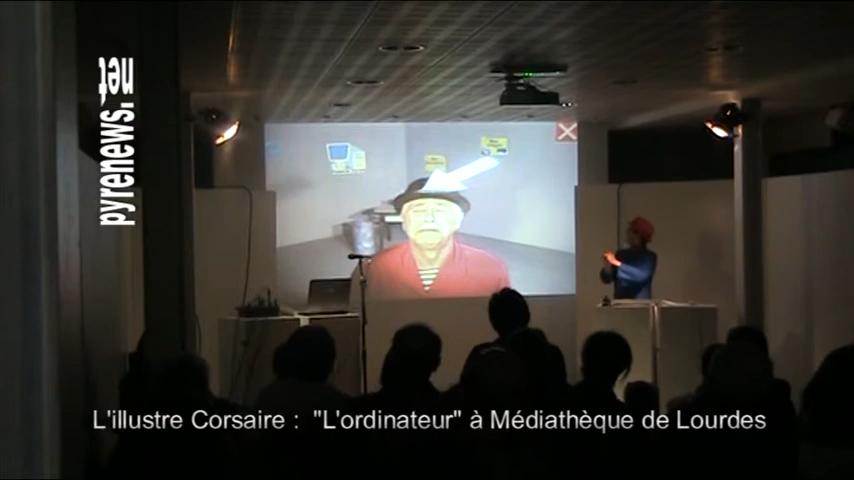 pyrenews.net
L'illustre Corsaire : "L'ordinateur" à Médiathèque de Lourdes